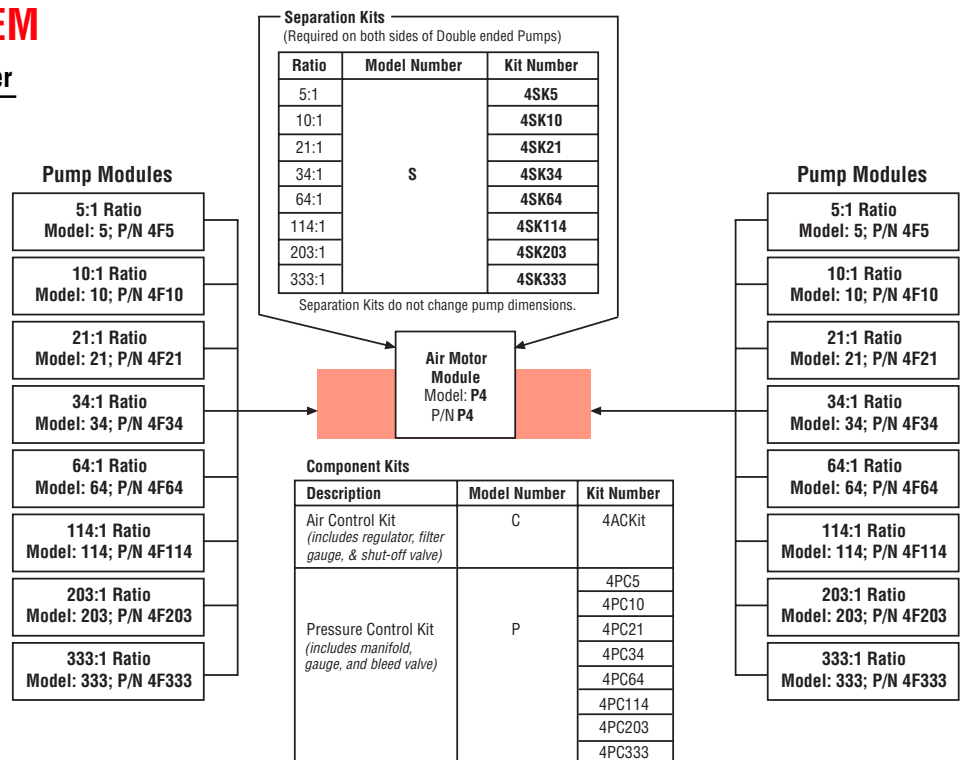 EM
er
Separation Kits
(Required on both sides of Double ended Pumps)
Ratio Model Number Kit Number
5:1 S 4SK5
10:1 4SK10
21:1 4SK21
34:1 4SK34
64:1 4SK64
114:1 4SK114
203:1 4SK203
333:1 4SK333
Separation Kits do not change pump dimensions.
Pump Modules
5:1 Ratio
Model: 5; P/N 4F5
10:1 Ratio
Model: 10; P/N 4F10
21:1 Ratio
Model: 21; P/N 4F21
34:1 Ratio
Model: 34; P/N 4F34
64:1 Ratio
Model: 64; P/N 4F64
114:1 Ratio
Model: 114; P/N 4F114
203:1 Ratio
Model: 203; P/N 4F203
333:1 Ratio
Model: 333; P/N 4F333
Air Motor
Module
Model: P4
P/N P4
Pump Modules
5:1 Ratio
Model: 5; P/N 4F5
10:1 Ratio
Model: 10; P/N 4F10
21:1 Ratio
Model: 21; P/N 4F21
34:1 Ratio
Model: 34; P/N 4F34
64:1 Ratio
Model: 64; P/N 4F64
114:1 Ratio
Model: 114; P/N 4F114
203:1 Ratio
Model: 203; P/N 4F203
333:1 Ratio
Model: 333; P/N 4F333
Component Kits
Description Model Number Kit Number
Air Control Kit C 4ACKit
(includes regulator, filter
gauge, & shut-off valve)
Pressure Control Kit P
(includes manifold,
gauge, and bleed valve)
4PC5
4PC10
4PC21
4PC34
4PC64
4PC114
4PC203
4PC333